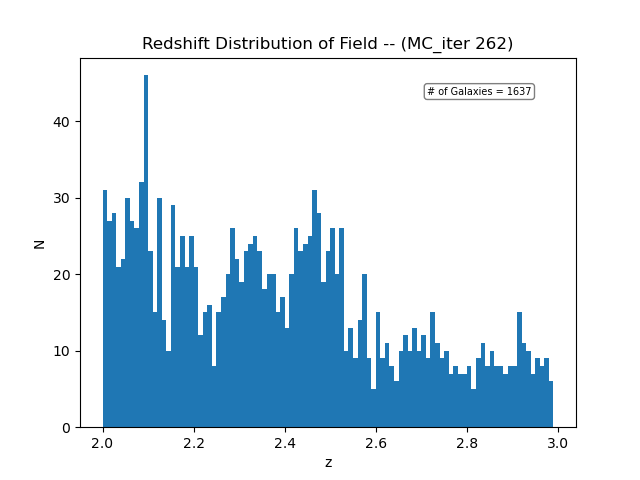 Redshift Distribution of Field -- (MC_iter 262)
# of Galaxies = 1637
N
40
30
20
10
0
2.0 2.2 2.4 2.6 2.8 3.0
z